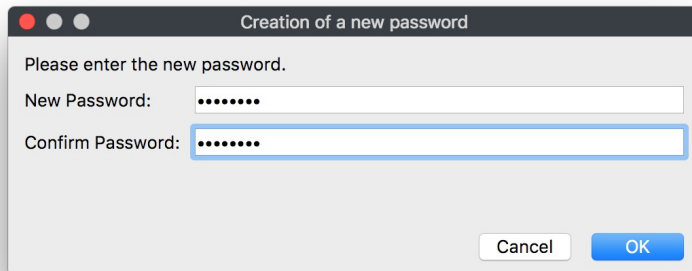 Creation of a new password
Please enter the new password.
New Password: ••••••••
Confirm Password: ••••••••
Cancel OK